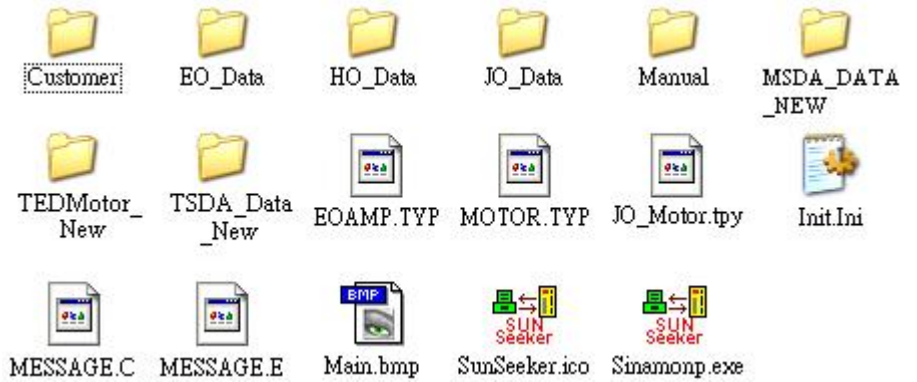 Customer
EO_Data
HO_Data
JO_Data
Manual
MSDA_DATA
_NEW
TEDMotor_
New
TSDA_Data
_New
EOAMP.TYP
MOTOR.TYP
JO_Motor.tpy
Init.Ini
MESSAGE.C
MESSAGE.E
BMP
Main.bmp
SUN
Seeker
SunSeeker.ico
SUN
Seeker
Sinamonp.exe